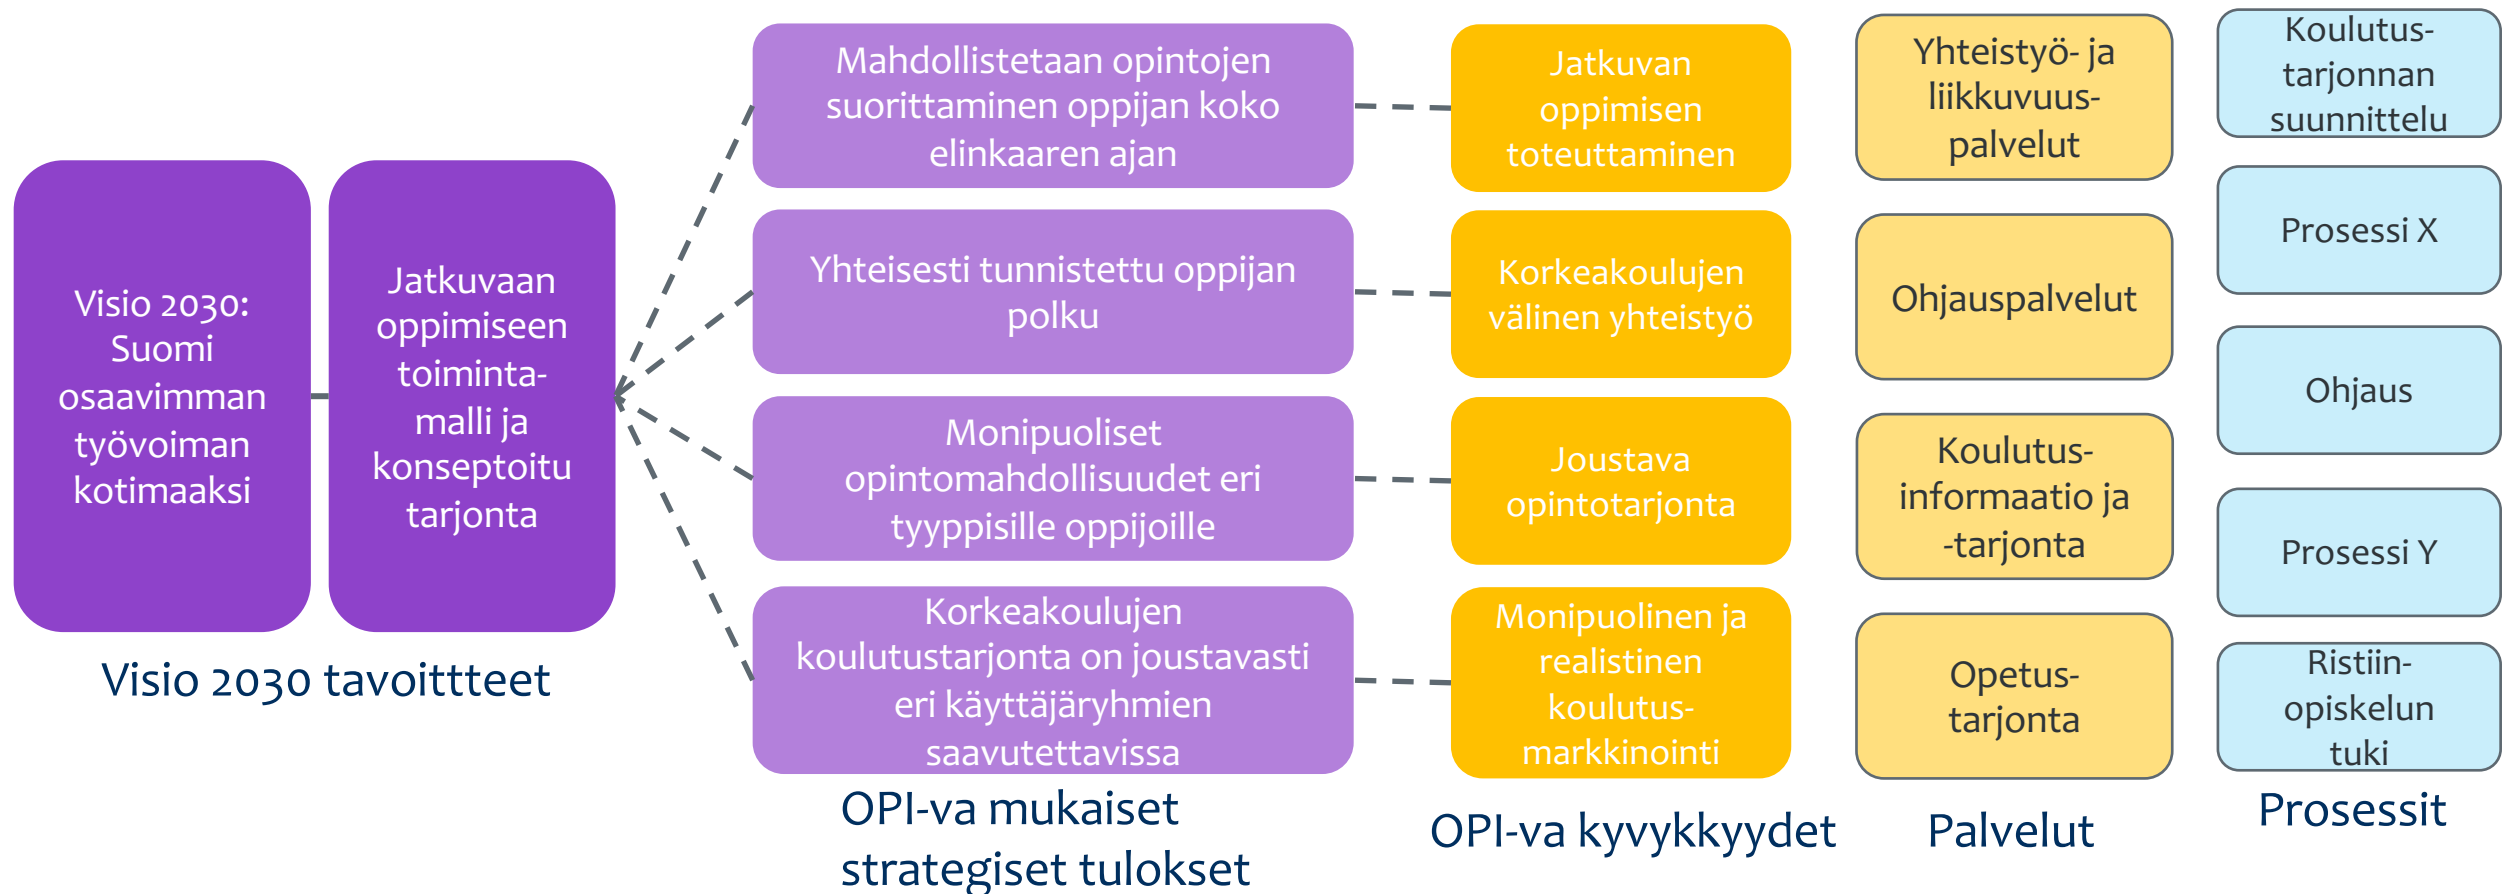 Visio 2030:
Suomi
osaavimman
työvoiman
kotimaaksi
Jatkuvaan
oppimiseen
toiminta-
malli ja
konseptoitu
tarjonta
Visio 2030 tavoittteet
Mahdollistetaan opintojen
suorittaminen oppijan koko
elinkaaren ajan
Yhteisesti tunnistettu oppijan
polku
Monipuoliset
opintomahdollisuudet eri
tyyppisille oppijoille
Korkeakoulujen
koulutustarjonta on joustavasti
eri käyttäjäryhmien
saavutettavissa
OPI-va mukaiset
strategiset tulokset
Jatkuvan
oppimisen
toteuttaminen
Korkeakoulujen
välinen yhteistyö
Joustava
opintotarjonta
Monipuolinen ja
realistinen
koulutus-
markkinointi
OPI-va kyvykkyydet
Yhteistyö- ja
liikkuvuus-
palvelut
Ohjauspalvelut
Koulutus-
informaatio ja
-tarjonta
Opetus-
tarjonta
Palvelut
Koulutus-
tarjonnan
suunnittelu
Prosessi X
Ohjaus
Prosessi Y
Ristiin-
opiskelun
tuki
Prosessit